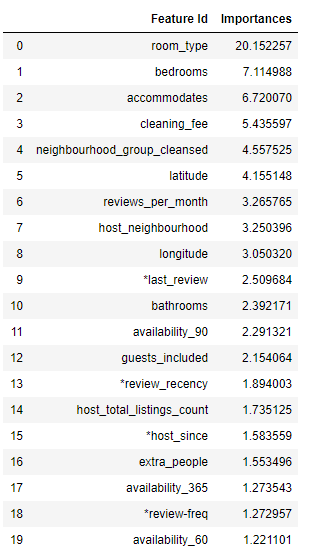 Feature Id Importances
0 room_type 20.152257
1 bedrooms 7.114988
2 accommodates 6.720070
3 cleaning_fee 5.435597
4 neighbourhood_group_cleansed 4.557525
5 latitude 4.155148
6 reviews_per_month 3.265765
7 host_neighbourhood 3.250396
8 longitude 3.050320
9 *last_review 2.509684
10 bathrooms 2.392171
11 availability_90 2.291321
12 guests_included 2.154064
13 *review_recency 1.894003
14 host_total_listings_count 1.735125
15 *host_since 1.583559
16 extra_people 1.553496
17 availability_365 1.273543
18 *review-freq 1.272957
19 availability_60 1.221101